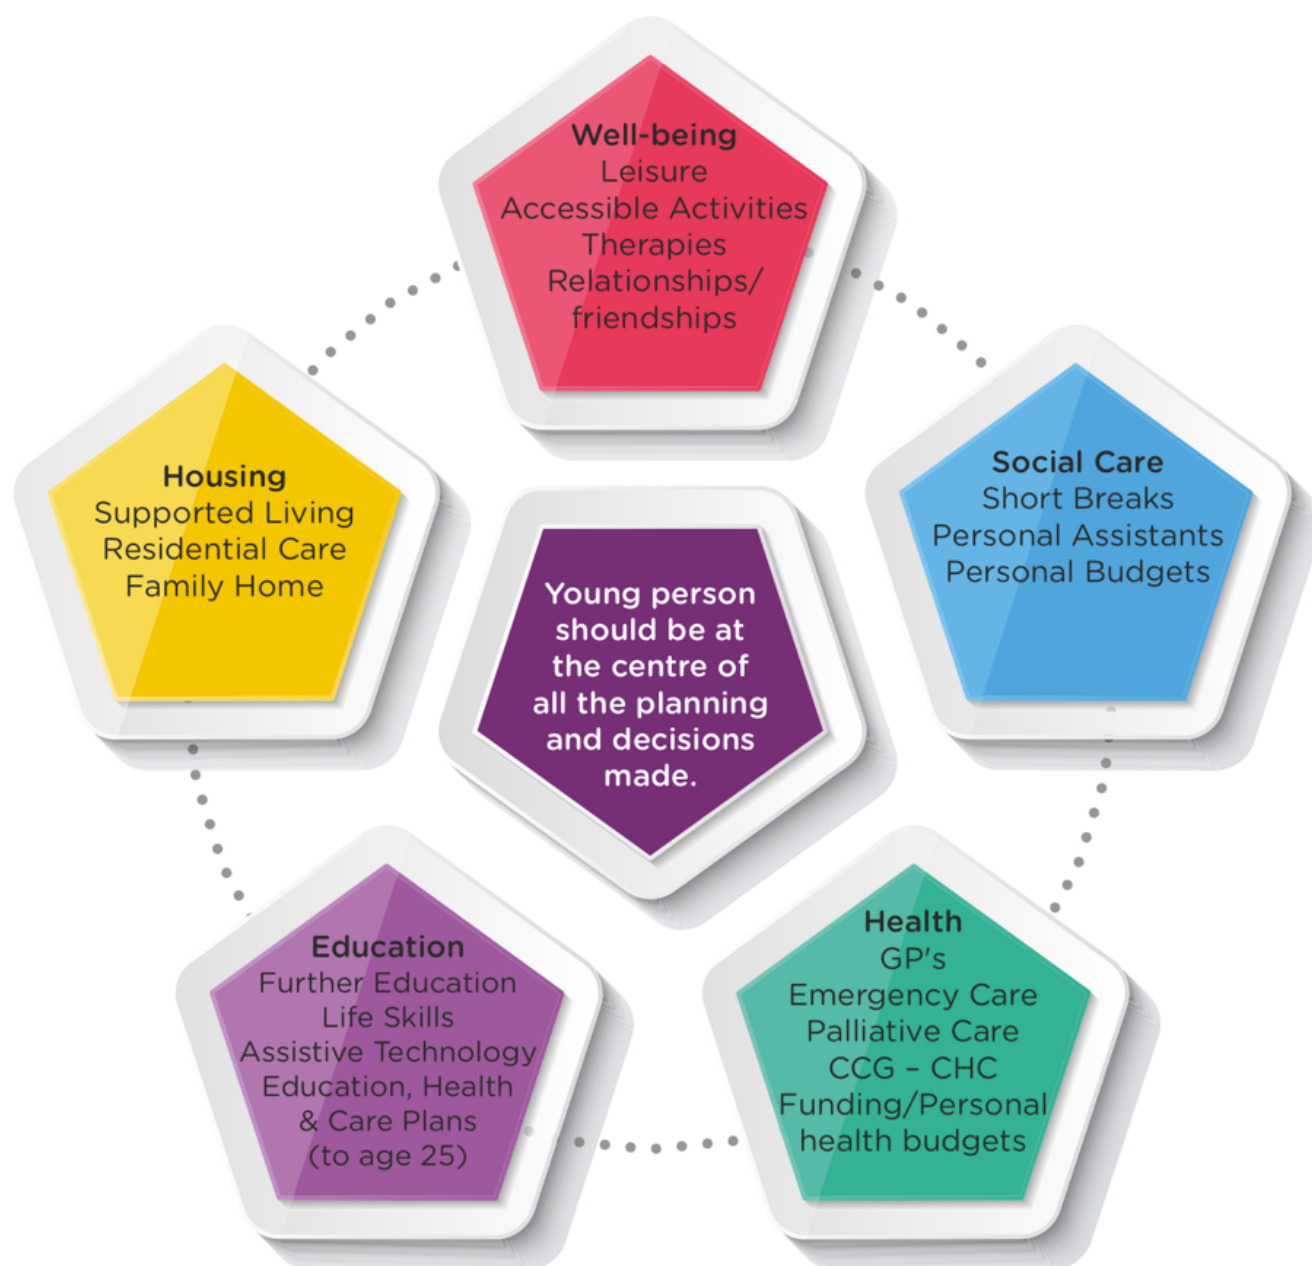 Well-being
Leisure
Accessible Activities
Therapies
Relationships/
friendships
Housing
Supported Living
Residential Care
Family Home
Social Care
Short Breaks
Personal Assistants
Personal Budgets
Young person
should be at
the centre of
all the planning
and decisions
made.
Education
Further Education
Life Skills
Assistive Technology
Education, Health
& Care Plans
(to age 25)
Health
GP's
Emergency Care
Palliative Care
CCG – CHC
Funding/Personal
health budgets